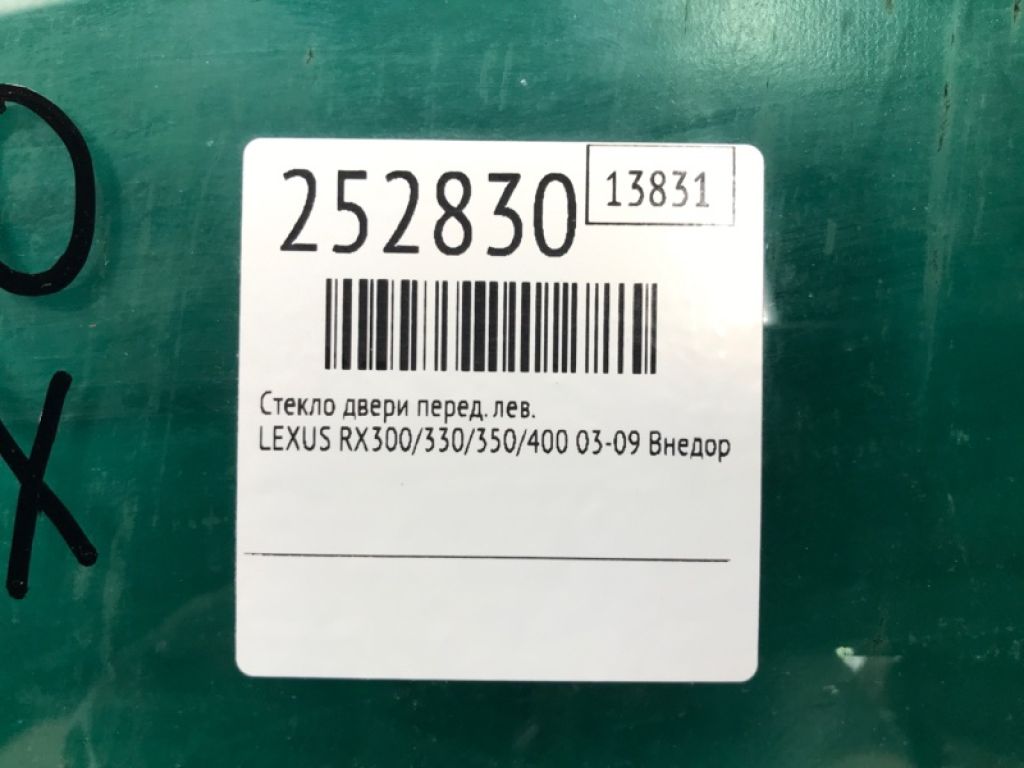 252830
13831
Стекло двери перед. лев.
LEXUS RX300/330/350/400 03-09 Внедор